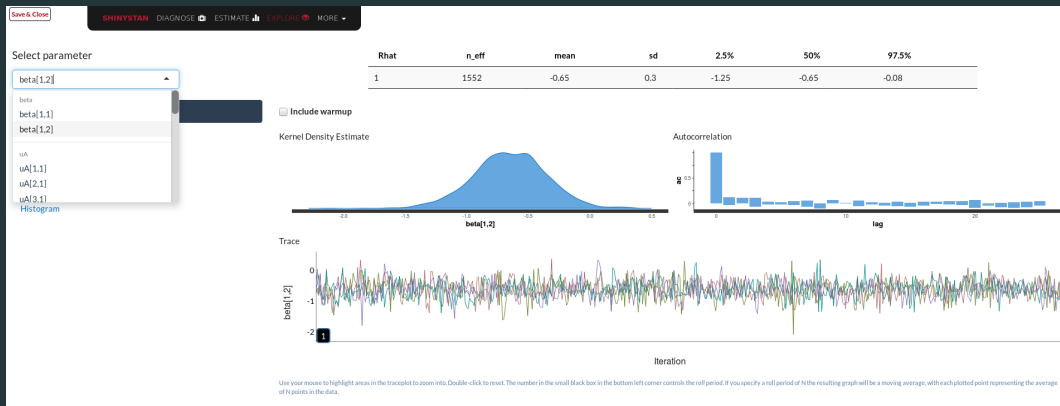 Save & Close
SHINYSTAN DIAGNOSE ESTIMATE EXPLORE MORE
Select parameter
beta[1,2]
beta
beta[1,1]
beta[1,2]
uA
uA[1,1]
uA[2,1]
uA[3,1]
Histogram
Rhat n_eff mean sd 2.5% 50% 97.5%
1 1552 -0.65 0.3 -1.25 -0.65 -0.08
Include warmup
Kernel Density Estimate
-2.0 -1.5 -1.0 -0.5 0.0 0.5
beta[1,2]
Autocorrelation
ac
0.5
0
0 10 20
lag
Trace
beta[1,2]
0
-1
-2
1
Iteration
Use your mouse to highlight areas in the traceplot to zoom into. Double-click to reset. The number in the small black box in the bottom left corner controls the roll period. If you specify a roll period of N the resulting graph will be a moving average, with each plotted point representing the average
of N points in the data.